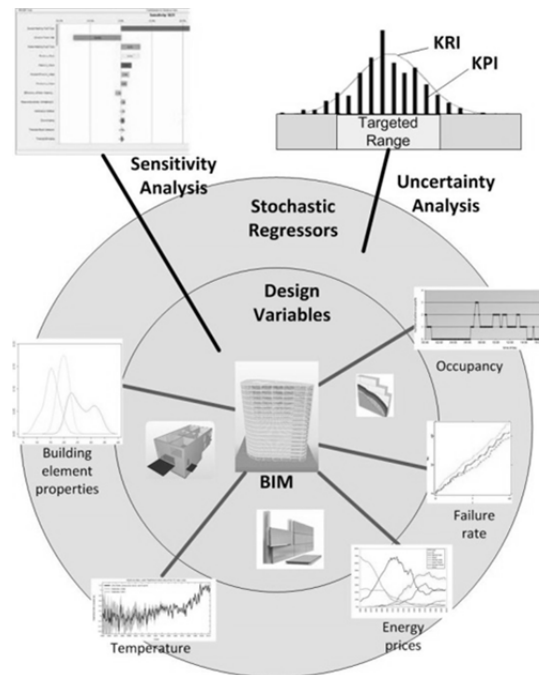 KRI
KPI
Targeted
Range
Sensitivity
Analysis
Uncertainty
Analysis
Stochastic
Regressors
Design
Variables
Occupancy
Building
element
properties
BIM
Failure
rate
Temperature
Energy
prices